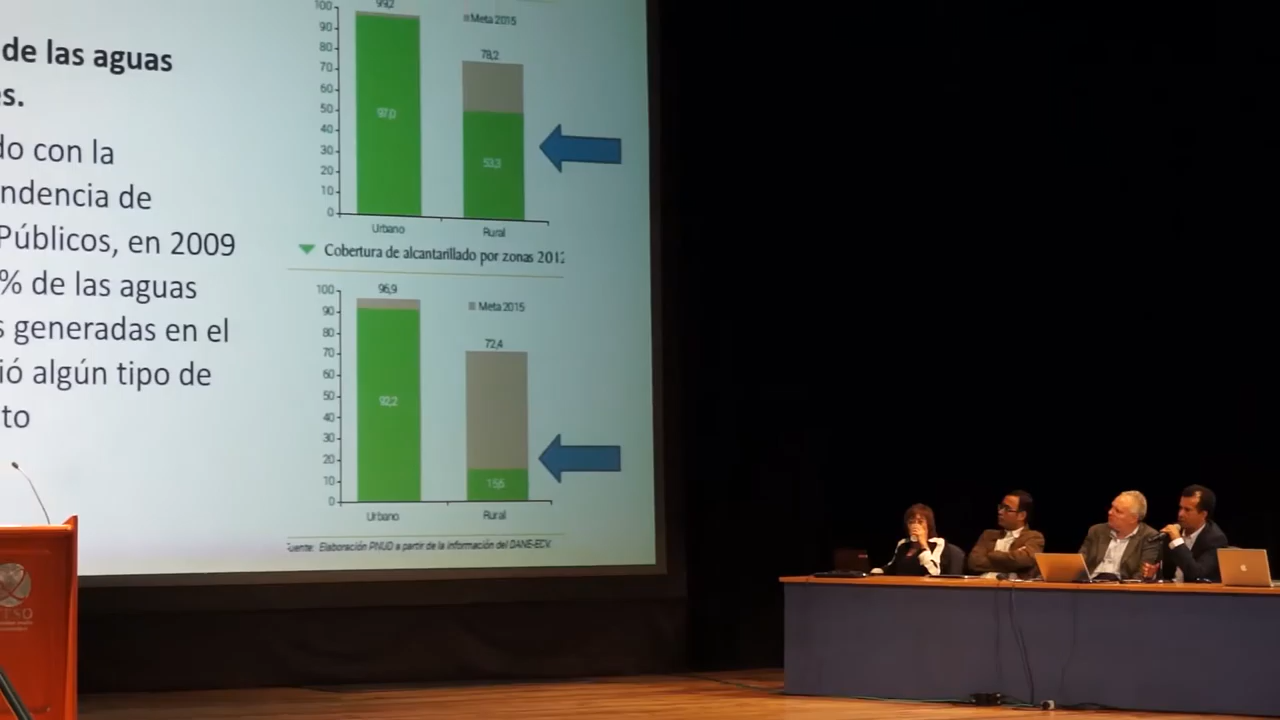 de las aguas
s.
do con la
ndencia de
Públicos, en 2009
% de las aguas
s generadas en el
ió algún tipo de
to
100
99,2
Meta 2015
90
80
78,2
70
60
50
97,0
40
30
53,3
20
10
0
Urbano
Rural
Cobertura de alcantarillado por zonas 2012
100
96,9
Meta 2015
90
80
72,4
70
60
50
92,2
40
30
20
10
15,6
0
Urbano
Rural
Fuente: Elaboración PNUD a partir de la información del DANE-ECV.